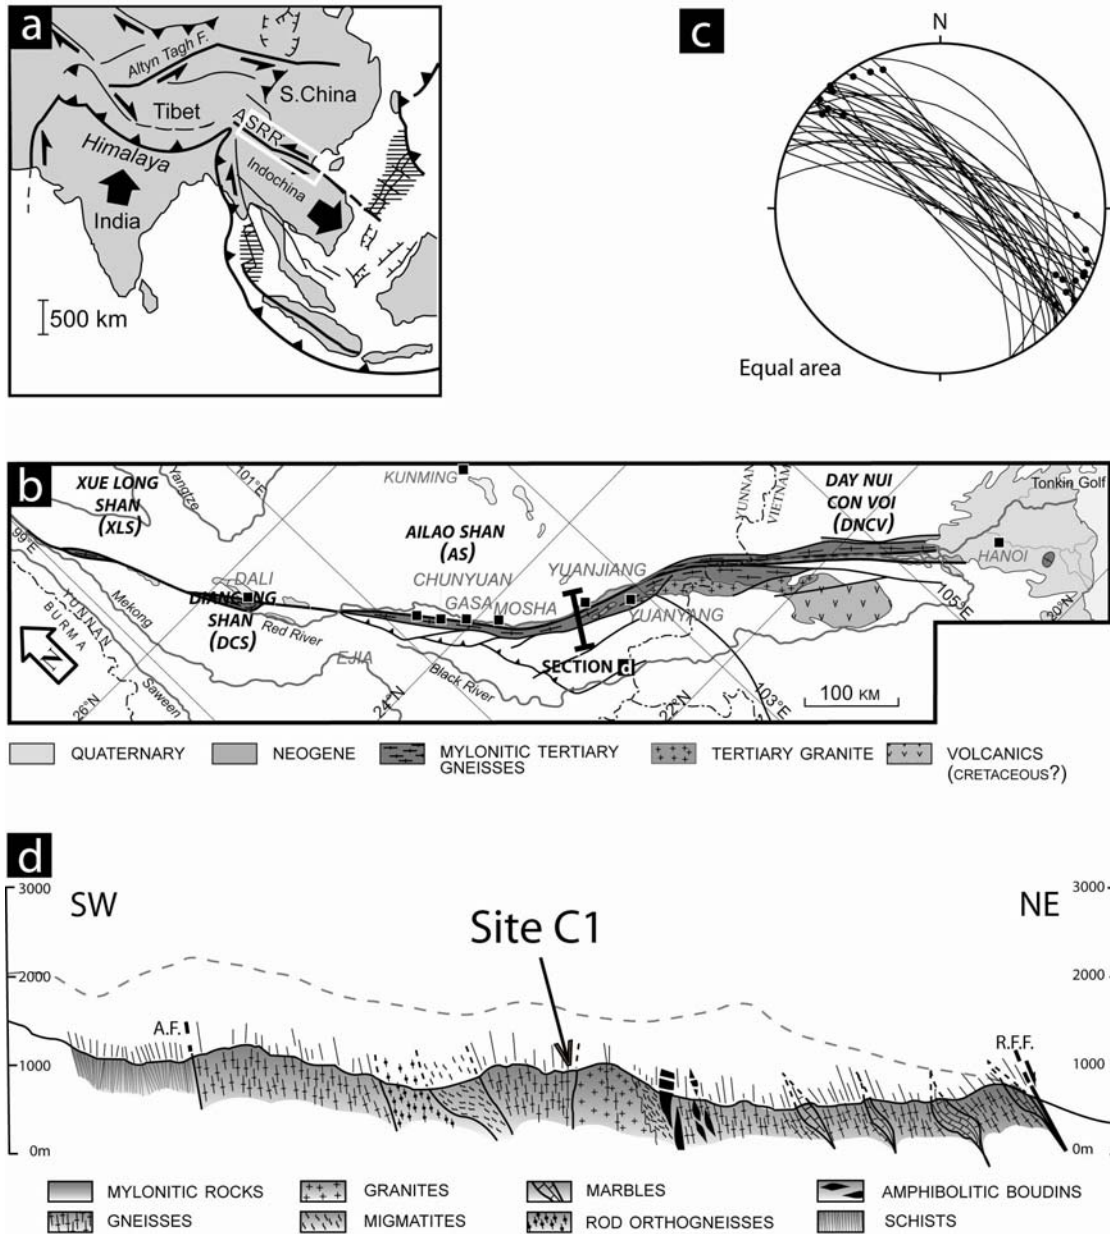 a
Altyn Tagh F.
Tibet
S.China
ASRR
Himalaya
Indochina
India
500 km
c
N
Equal area
b
XUE LONG
SHAN
(XLS)
Yangtze
101°E
KUNMING
AILAO SHAN
(AS)
YUNNAN
VIETNAM
DAY NUI
CON VOI
(DNCV)
Tonkin Golf
99°E
DALI
DIANCANG
SHAN
(DCS)
CHUNYUAN
GASA
MOSHA
YUANJIANG
YUANYANG
HANOI
105°E
20°N
Mekong
YUNNAN
BURMA
Red River
EJIA
Black River
SECTION d
N
Saween
26°N
24°N
22°N
103°E
100 KM
QUATERNARY
NEOGENE
MYLONITIC TERTIARY
GNEISSES
TERTIARY GRANITE
VOLCANICS
(CRETACEOUS?)
d
3000
SW
NE
3000
Site C1
2000
2000
A.F.
R.F.F.
1000
1000
0m
0m
MYLONITIC ROCKS
GRANITES
MARBLES
AMPHIBOLITIC BOUDINS
GNEISSES
MIGMATITES
ROD ORTHOGNEISSES
SCHISTS